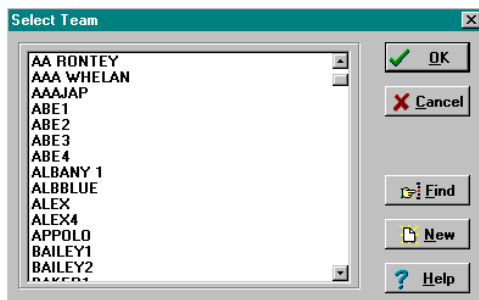 Select Team
AA RONTEY
AAA WHELAN
AAAJAP
ABE1
ABE2
ABE3
ABE4
ALBANY 1
ALBBLUE
ALEX
ALEX4
APPOLO
BAILEY1
BAILEY2
OK
Cancel
Find
New
Help